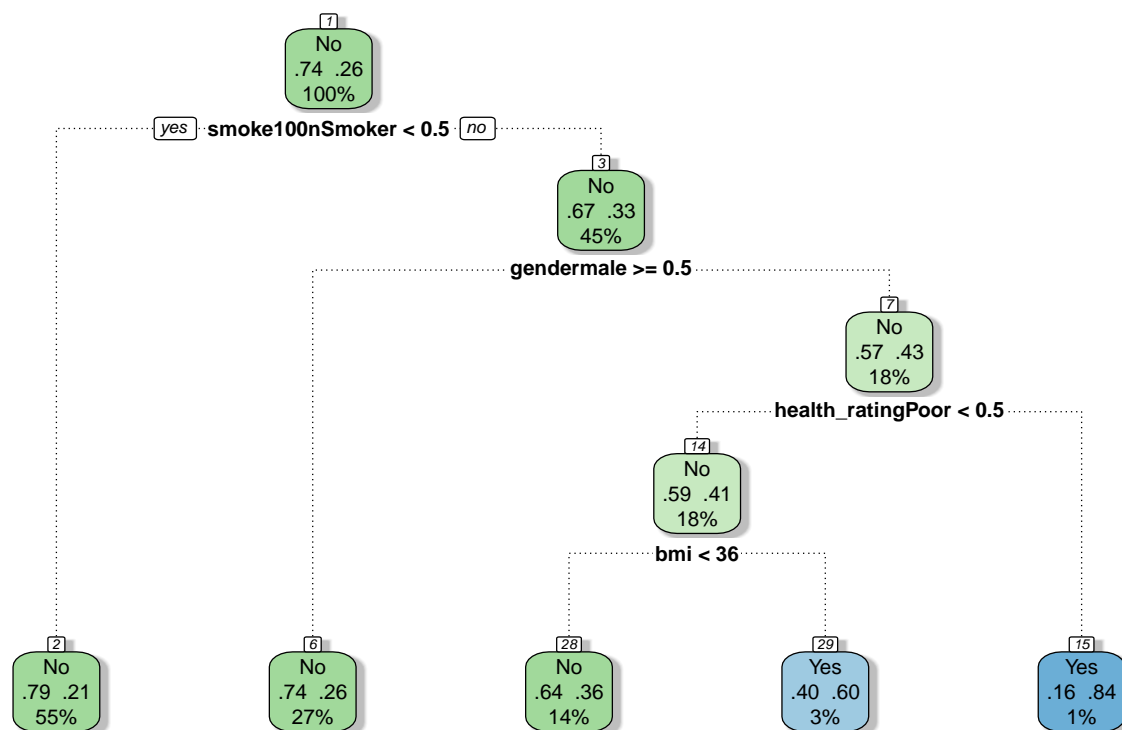 1
No
.74 .26
100%
yes smoke100nSmoker < 0.5 no
3
No
.67 .33
45%
gendermale >= 0.5
7
No
.57 .43
18%
health_ratingPoor < 0.5
14
No
.59 .41
18%
bmi < 36
2
No
.79 .21
55%
6
No
.74 .26
27%
28
No
.64 .36
14%
29
Yes
.40 .60
3%
15
Yes
.16 .84
1%